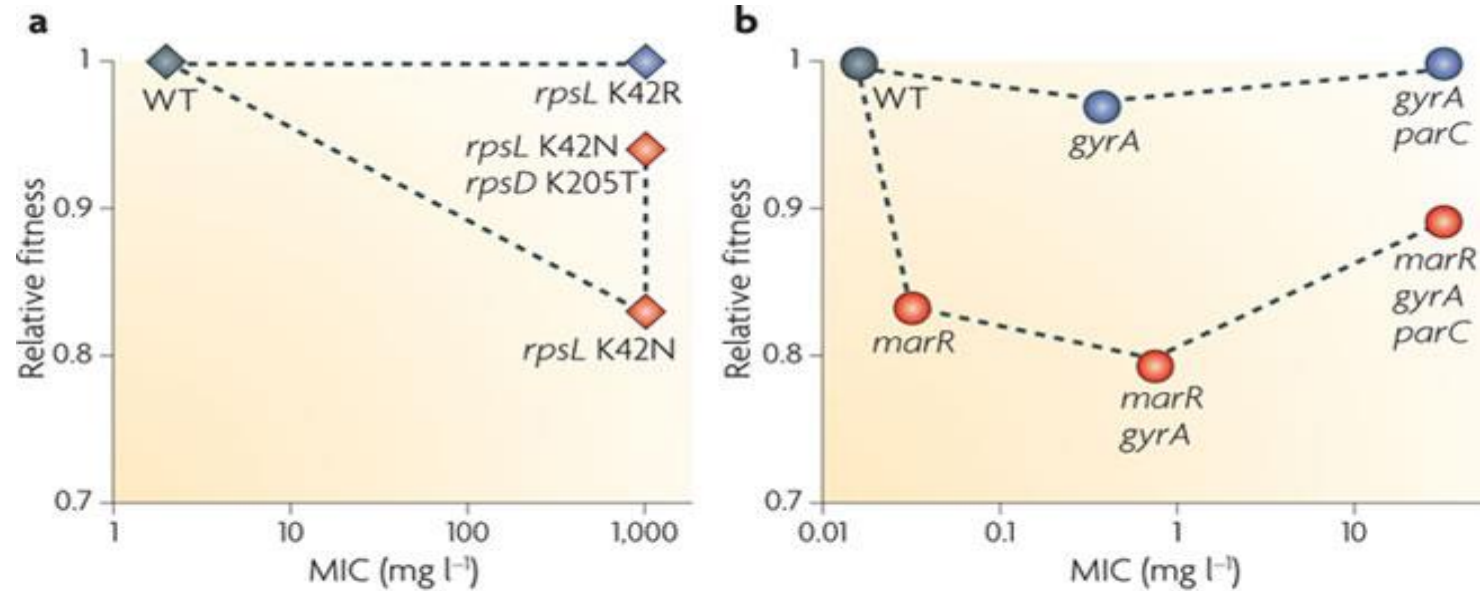 a
1
0.9
0.8
0.7
Relative fitness
WT
rpsL K42R
rpsL K42N
rpsD K205T
rpsL K42N
1
10
100
1,000
MIC (mg l⁻¹)
b
1
0.9
0.8
0.7
Relative fitness
WT
gyrA
gyrA
parC
marR
marR
gyrA
marR
gyrA
parC
0.01
0.1
1
10
MIC (mg l⁻¹)